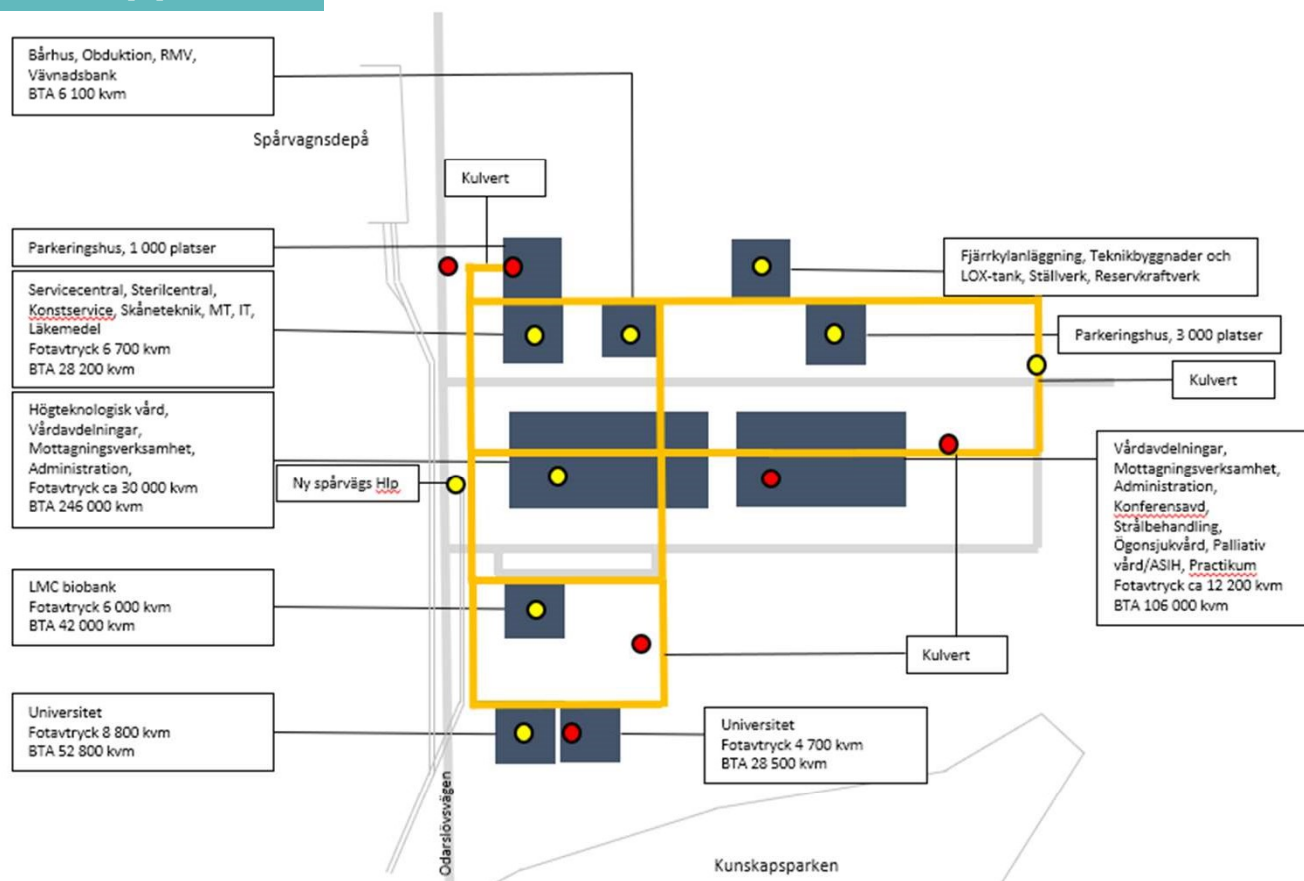 Bårhus, Obduktion, RMV,
Vävnadsbank
BTA 6 100 kvm
Spårvagnsdepå
Kulvert
Parkeringshus, 1 000 platser
Fjärrkylanläggning, Teknikbyggnader och
LOX-tank, Ställverk, Reservkraftverk
Servicecentral, Sterilcentral,
Konstservice, Skåneteknik, MT, IT,
Läkemedel
Fotavtryck 6 700 kvm
BTA 28 200 kvm
Parkeringshus, 3 000 platser
Kulvert
Högteknologisk vård,
Vårdavdelningar,
Mottagningsverksamhet,
Administration,
Fotavtryck ca 30 000 kvm
BTA 246 000 kvm
Ny spårvägs Hlp
Vårdavdelningar,
Mottagningsverksamhet,
Administration,
Konferensavd,
Strålbehandling,
Ögonsjukvård, Palliativ
vård/ASIH, Practikum
Fotavtryck ca 12 200 kvm
BTA 106 000 kvm
LMC biobank
Fotavtryck 6 000 kvm
BTA 42 000 kvm
Kulvert
Universitet
Fotavtryck 8 800 kvm
BTA 52 800 kvm
Universitet
Fotavtryck 4 700 kvm
BTA 28 500 kvm
Odarslövsvägen
Kunskapsparken